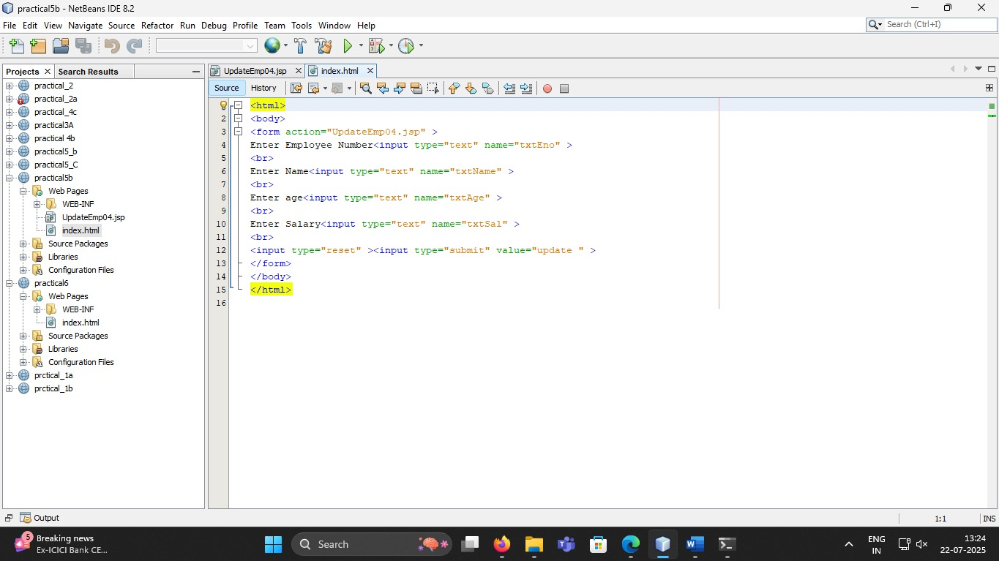 practical5b - NetBeans IDE 8.2
File Edit View Navigate Source Refactor Run Debug Profile Team Tools Window Help
Search (Ctrl+I)
Projects
Search Results
practical_2
practical_2a
practical_4c
practical3A
practical 4b
practical5_b
practical5_C
practical5b
Web Pages
WEB-INF
UpdateEmp04.jsp
index.html
Source Packages
Libraries
Configuration Files
practical6
Web Pages
WEB-INF
index.html
Source Packages
Libraries
Configuration Files
prctical_1a
prctical_1b
UpdateEmp04.jsp
index.html
Source History
<html>
2 <body>
3 <form action="UpdateEmp04.jsp" >
4 Enter Employee Number<input type="text" name="txtEno" >
5 <br>
6 Enter Name<input type="text" name="txtName" >
7 <br>
8 Enter age<input type="text" name="txtAge" >
9 <br>
10 Enter Salary<input type="text" name="txtSal" >
11 <br>
12 <input type="reset" ><input type="submit" value="update " >
13 </form>
14 </body>
15 </html>
16
Output
1:1 INS
5
Breaking news
Ex-ICICI Bank CE...
Search
ENG
IN
13:24
22-07-2025